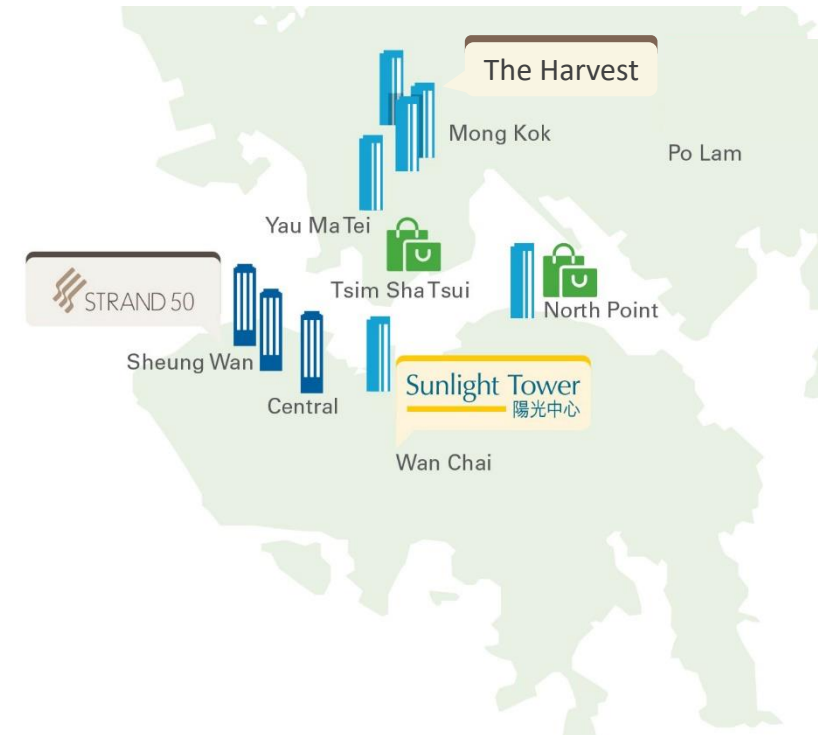 The Harvest
Mong Kok
Po Lam
Yau Ma Tei
Tsim Sha Tsui
North Point
STRAND 50
Sheung Wan
Central
Sunlight Tower
陽光中心
Wan Chai